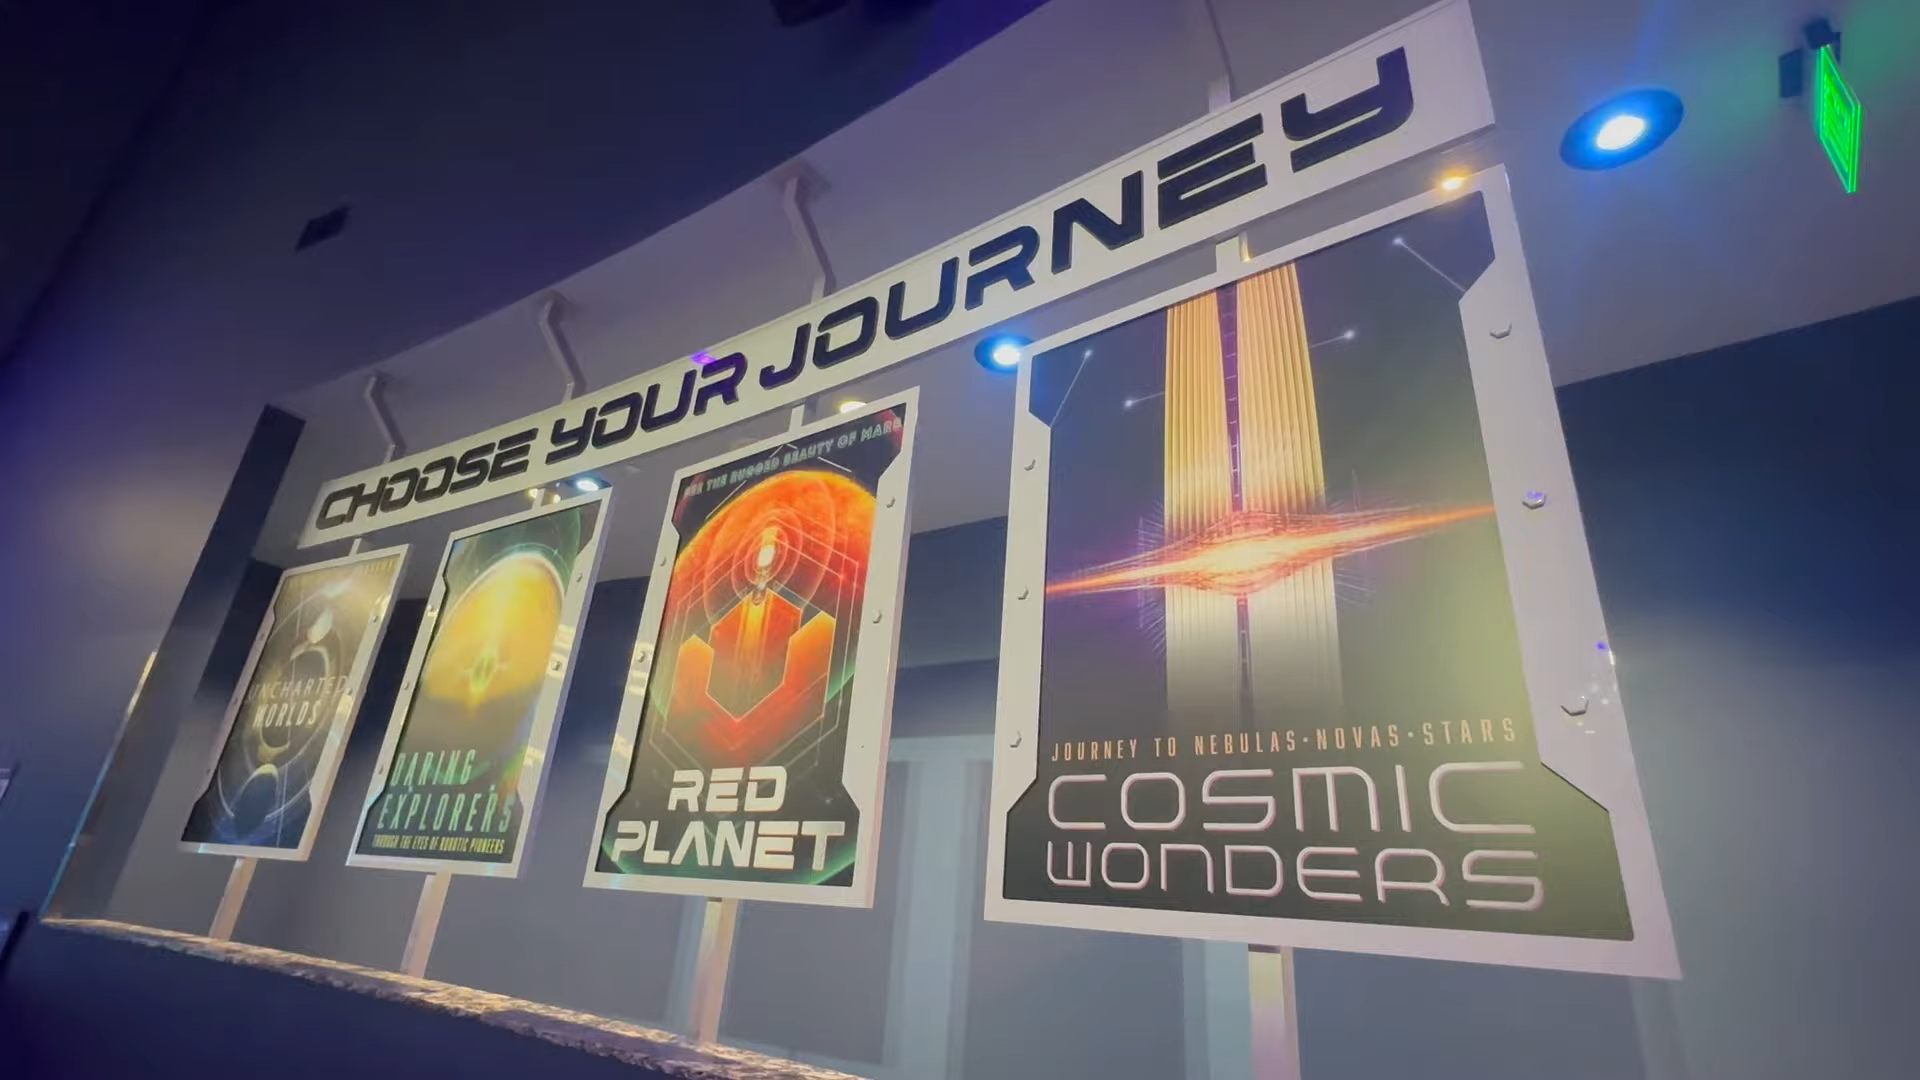 CHOOSE YOUR JOURNEY
UNCHARTED
WORLDS
DARING
EXPLORERS
THROUGH THE EYES OF ROBOTIC PIONEERS
SEE THE RUGGED BEAUTY OF MARS
RED
PLANET
JOURNEY TO NEBULAS·NOVAS·STARS
COSMIC
WONDERS